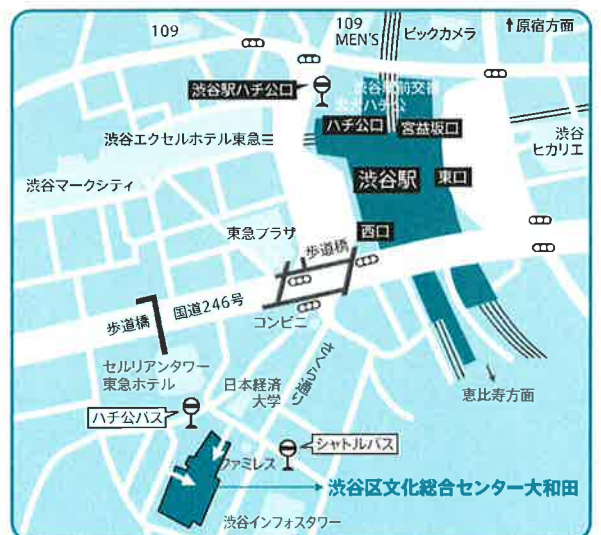 109
109
MEN'S
ビックカメラ
↑原宿方面
渋谷駅ハチ公口
ハチ公口
宮益坂口
渋谷エクセルホテル東急
渋谷
ヒカリエ
渋谷マークシティ
渋谷駅
東口
東急プラザ
西口
歩道橋
国道246号
歩道橋
コンビニ
さくら通り
セルリアンタワー
東急ホテル
日本経済
大学
恵比寿方面
ハチ公バス
シャトルバス
ファミレス
渋谷区文化総合センター大和田
渋谷インフォスタワー